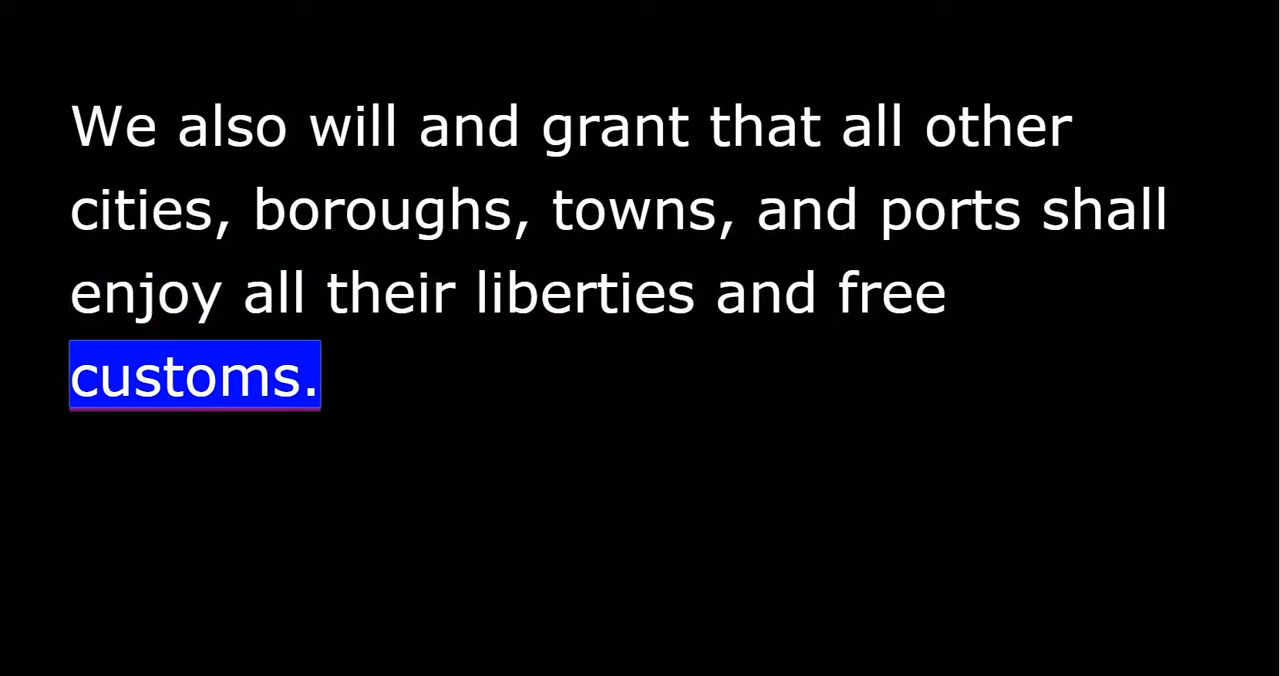 We also will and grant that all other
cities, boroughs, towns, and ports shall
enjoy all their liberties and free
customs.